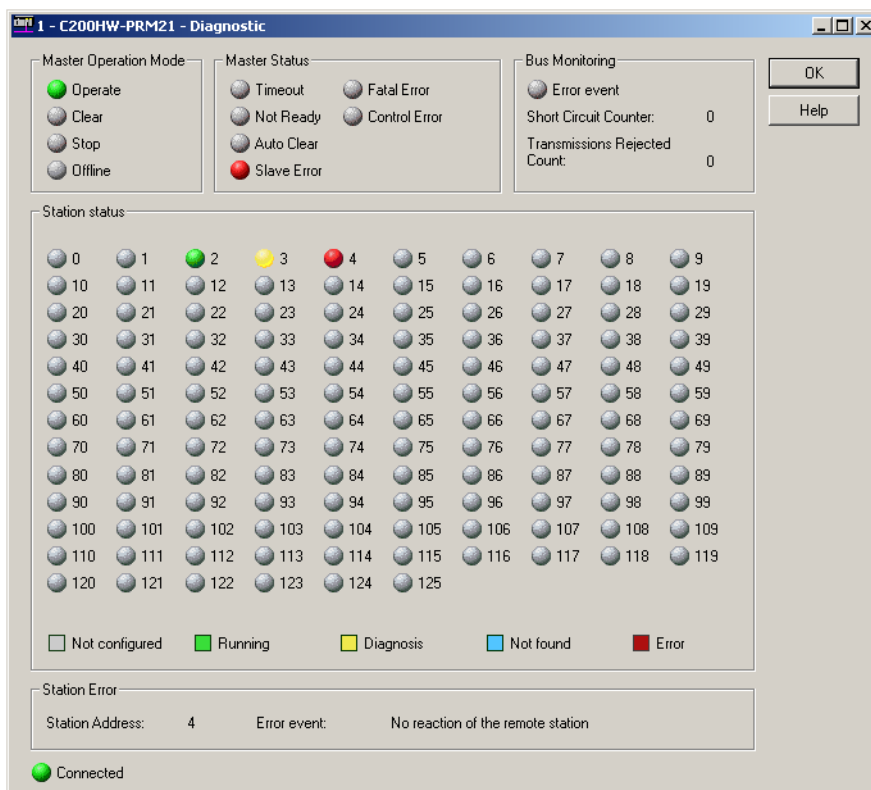 1 - C200HW-PRM21 - Diagnostic
Master Operation Mode
Operate
Clear
Stop
Offline
Master Status
Timeout
Not Ready
Auto Clear
Slave Error
Fatal Error
Control Error
Bus Monitoring
Error event
Short Circuit Counter: 0
Transmissions Rejected
Count: 0
OK
Help
Station status
0 1 2 3 4 5 6 7 8 9
10 11 12 13 14 15 16 17 18 19
20 21 22 23 24 25 26 27 28 29
30 31 32 33 34 35 36 37 38 39
40 41 42 43 44 45 46 47 48 49
50 51 52 53 54 55 56 57 58 59
60 61 62 63 64 65 66 67 68 69
70 71 72 73 74 75 76 77 78 79
80 81 82 83 84 85 86 87 88 89
90 91 92 93 94 95 96 97 98 99
100 101 102 103 104 105 106 107 108 109
110 111 112 113 114 115 116 117 118 119
120 121 122 123 124 125
Not configured Running Diagnosis Not found Error
Station Error
Station Address: 4 Error event: No reaction of the remote station
Connected